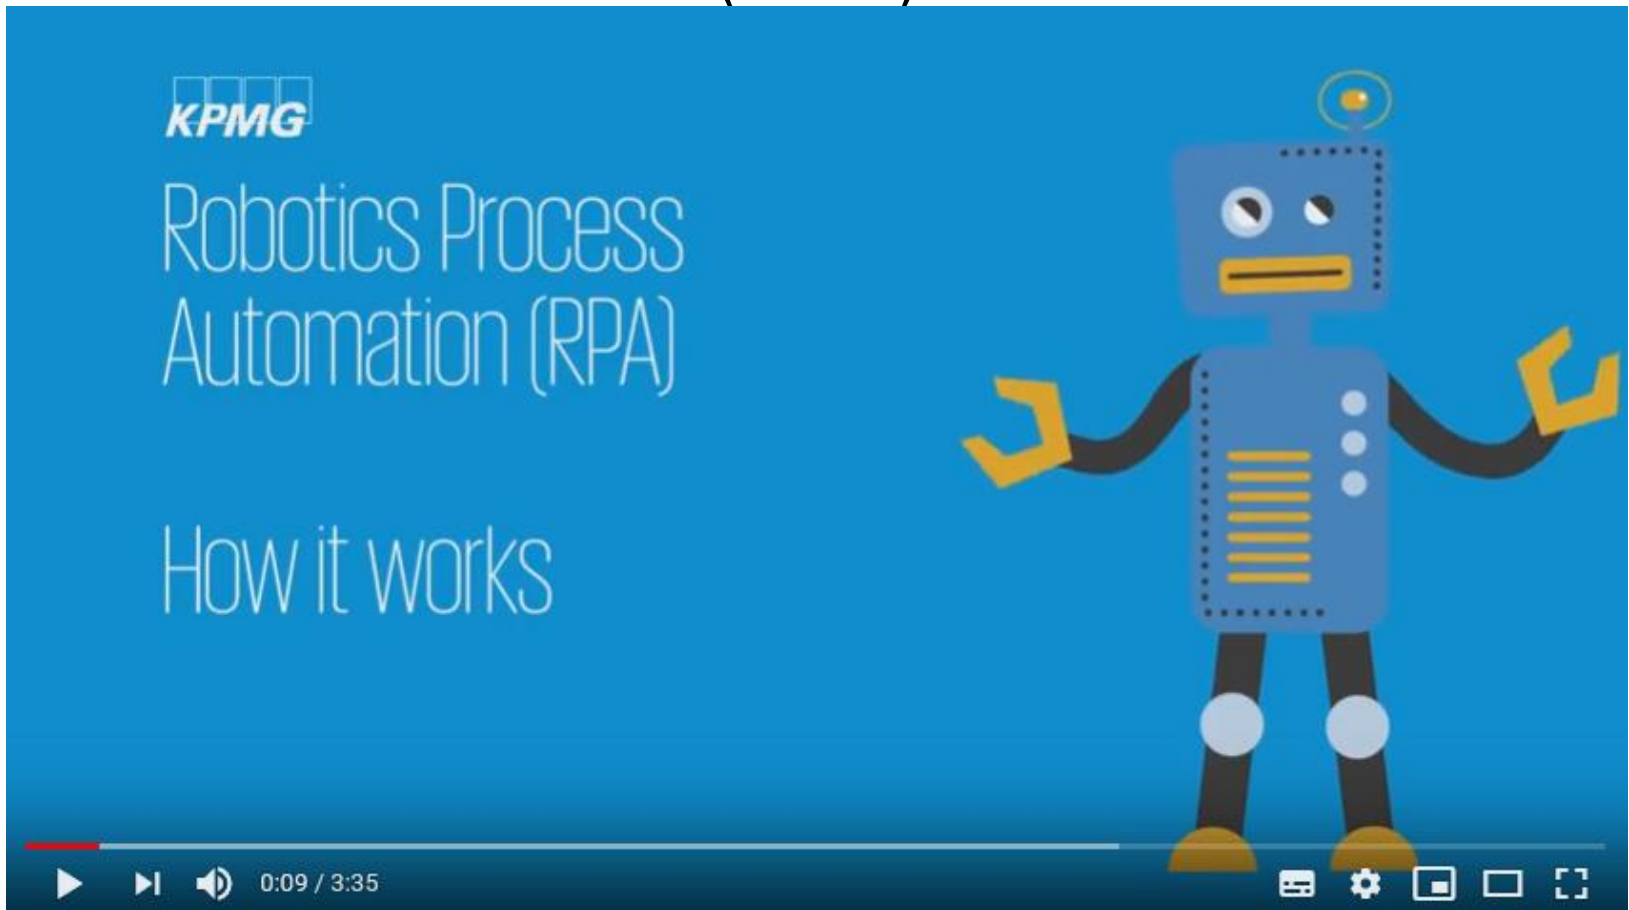 KPMG
Robotics Process
Automation (RPA)
How it works
0:09 / 3:35